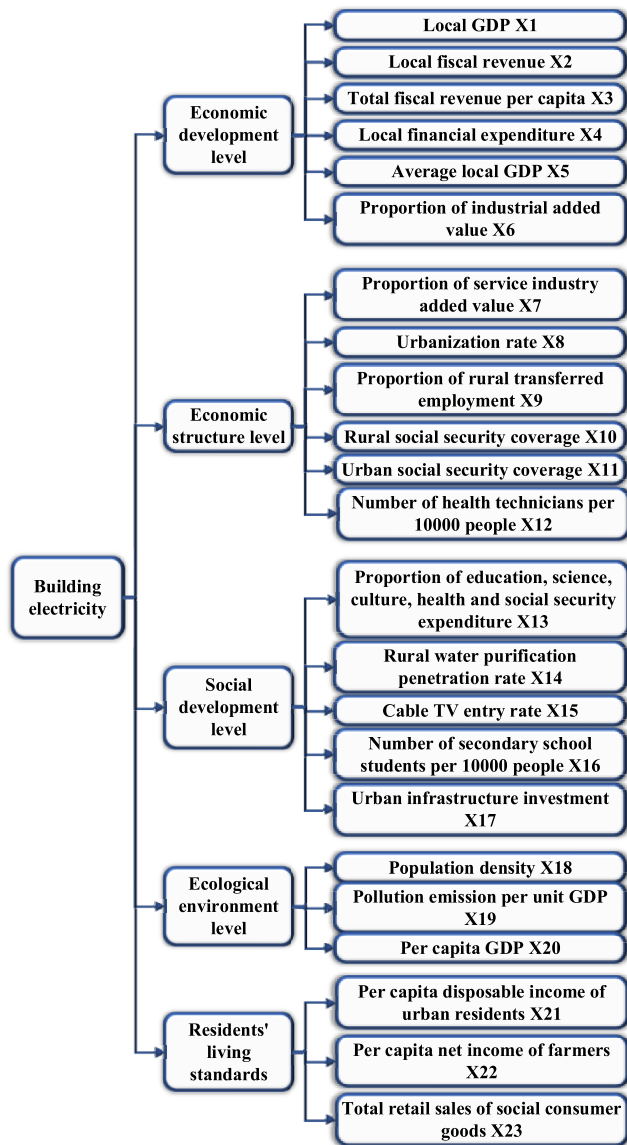 Building
electricity
Economic
development
level
Local GDP X1
Local fiscal revenue X2
Total fiscal revenue per capita X3
Local financial expenditure X4
Average local GDP X5
Proportion of industrial added
value X6
Economic
structure level
Proportion of service industry
added value X7
Urbanization rate X8
Proportion of rural transferred
employment X9
Rural social security coverage X10
Urban social security coverage X11
Number of health technicians per
10000 people X12
Social
development
level
Proportion of education, science,
culture, health and social security
expenditure X13
Rural water purification
penetration rate X14
Cable TV entry rate X15
Number of secondary school
students per 10000 people X16
Urban infrastructure investment
X17
Ecological
environment
level
Population density X18
Pollution emission per unit GDP
X19
Per capita GDP X20
Residents'
living
standards
Per capita disposable income of
urban residents X21
Per capita net income of farmers
X22
Total retail sales of social consumer
goods X23